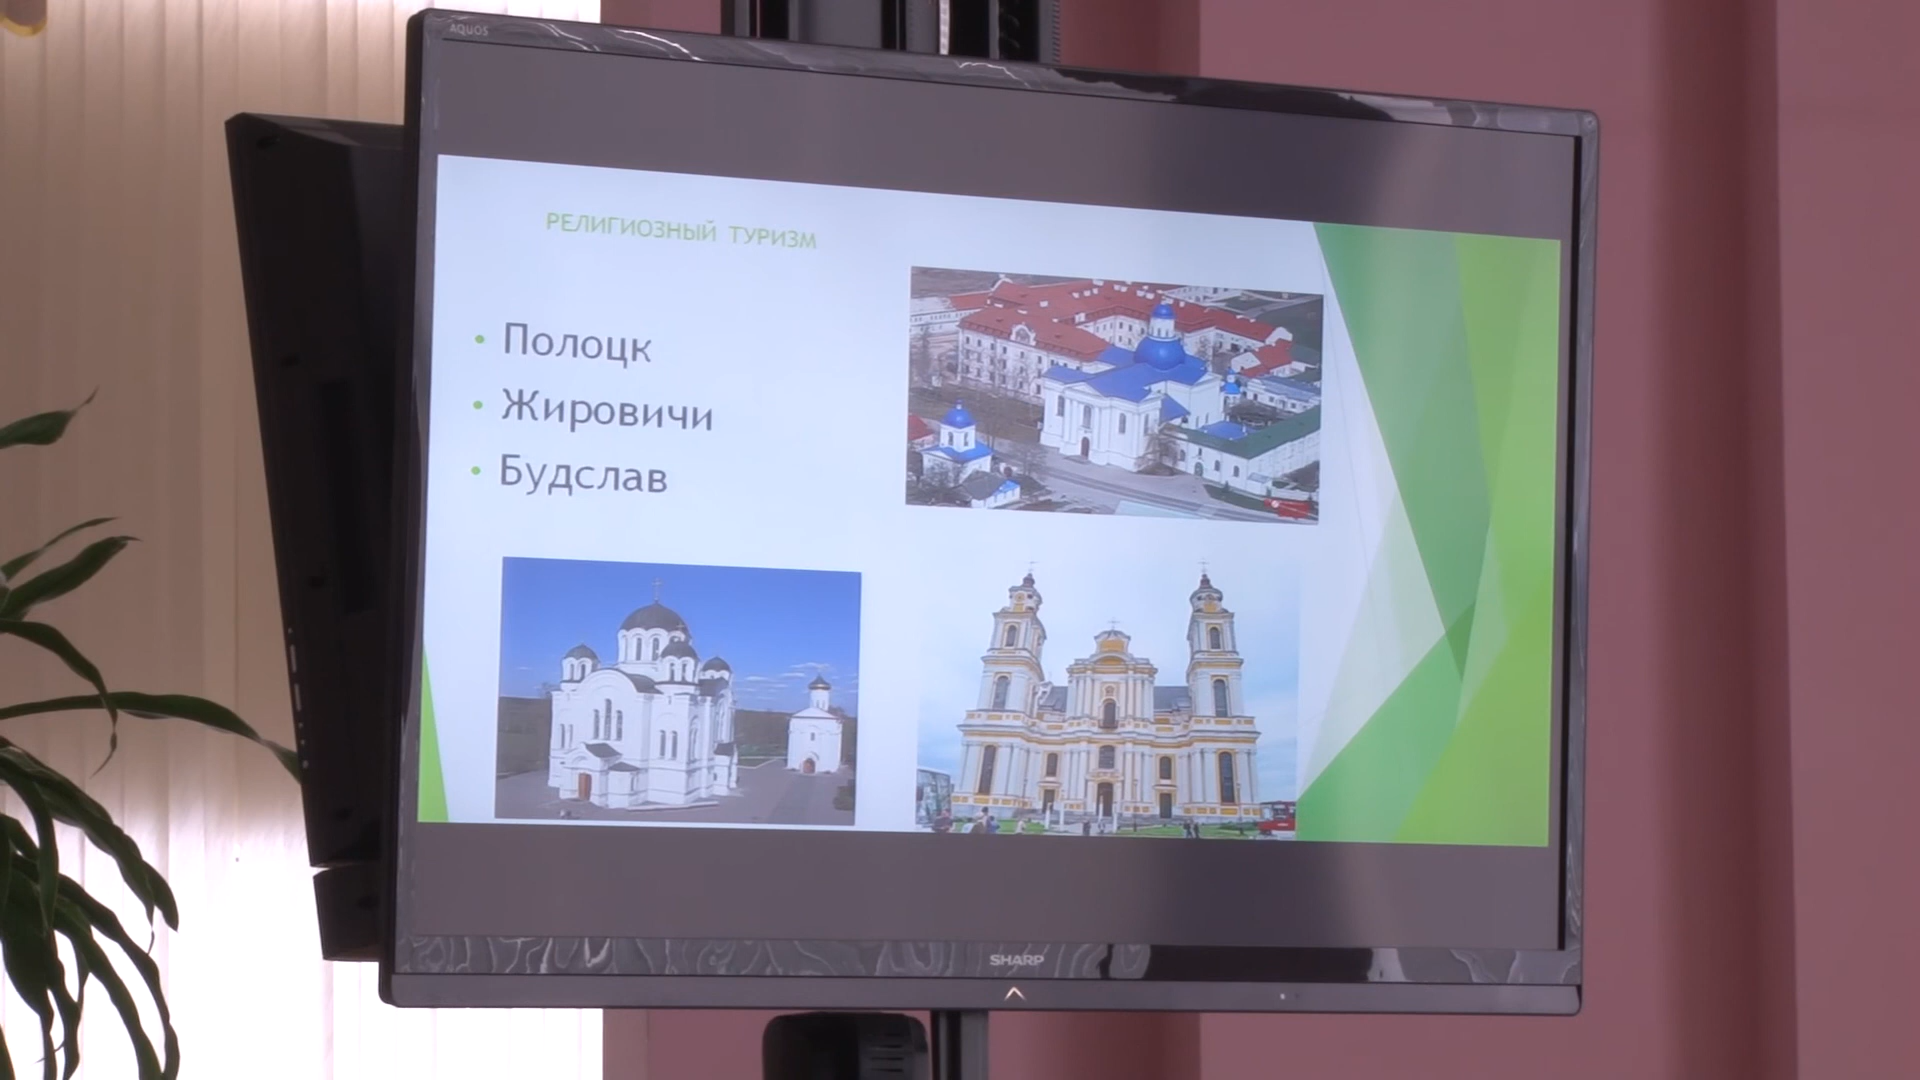 AQUOS
РЕЛИГИОЗНЫЙ ТУРИЗМ
• Полоцк
• Жировичи
• Будслав
SHARP